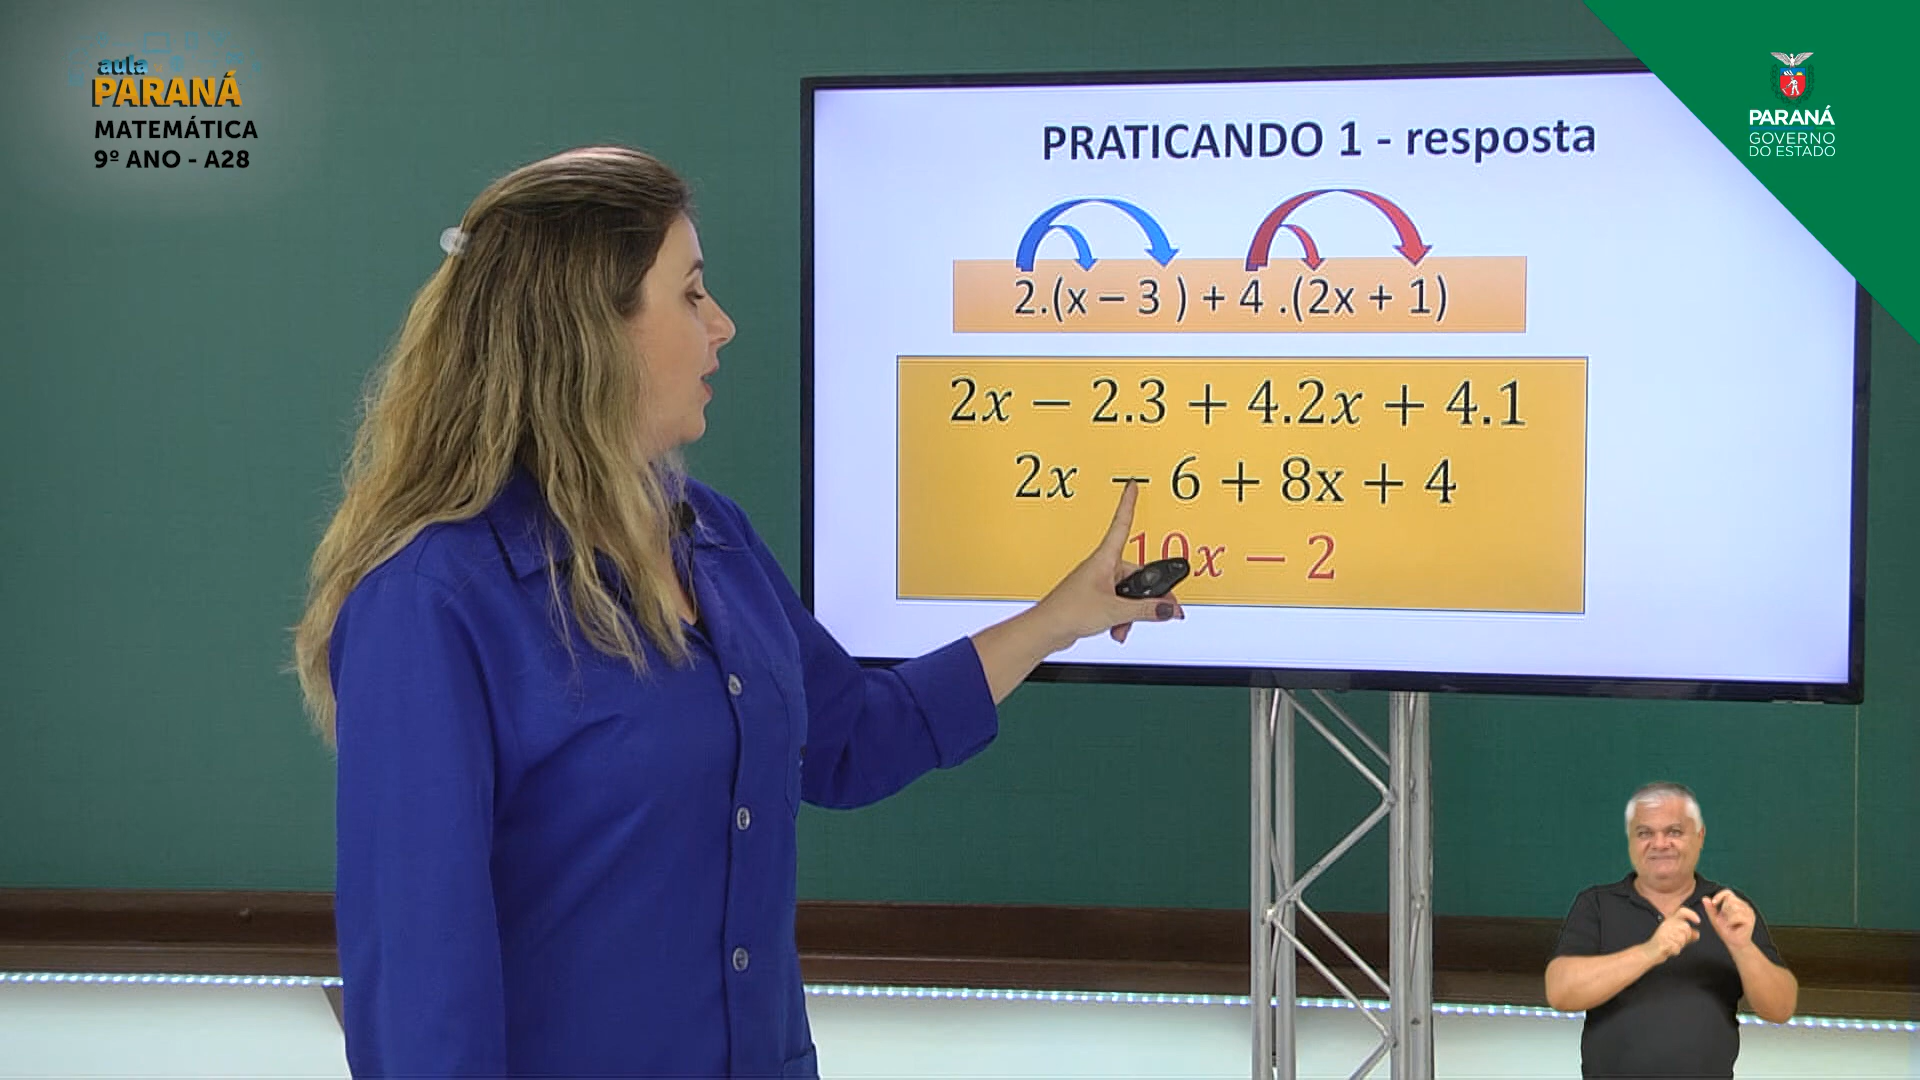 aula
PARANÁ
MATEMÁTICA
9º ANO - A28
PARANÁ
GOVERNO
DO ESTADO
PRATICANDO 1 - resposta
2.(x – 3 ) + 4 .(2x + 1)
2x − 2.3 + 4.2x + 4.1
2x − 6 + 8x + 4
10x − 2